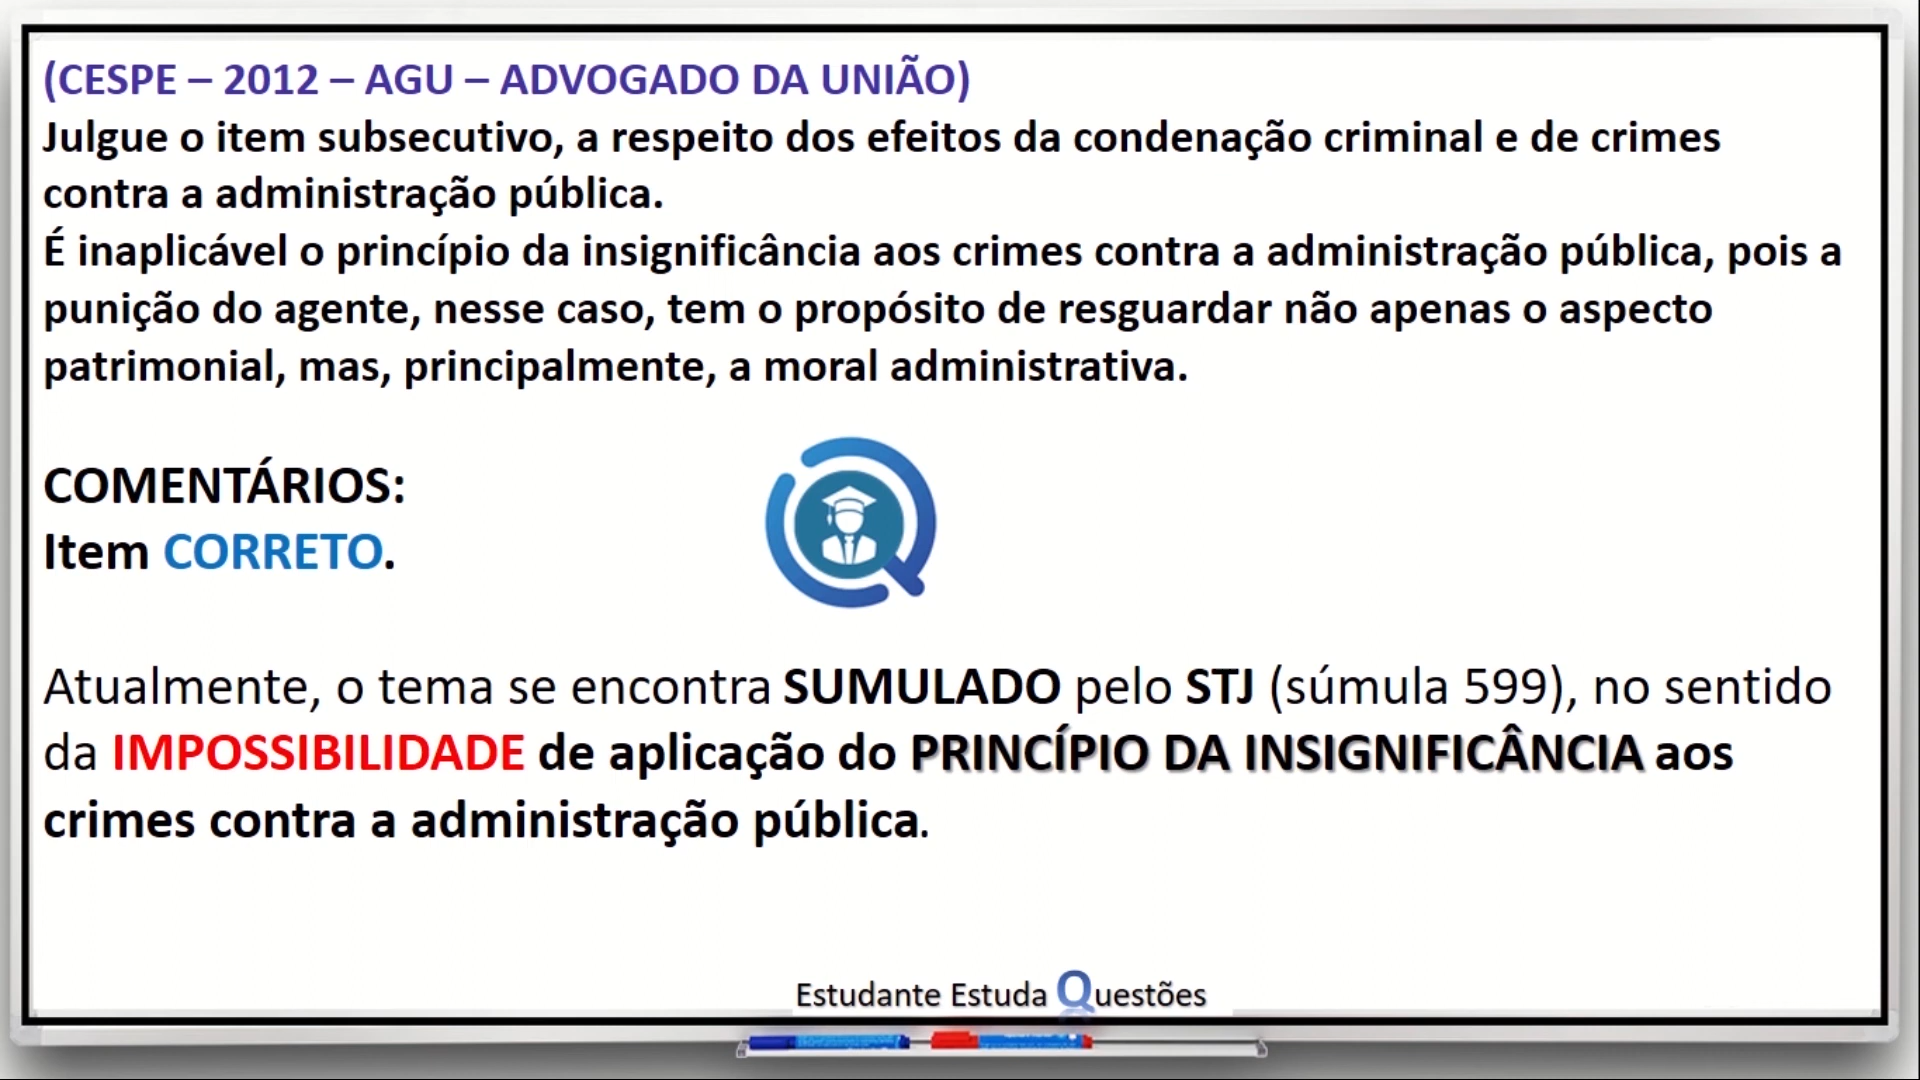 (CESPE – 2012 – AGU – ADVOGADO DA UNIÃO)
Julgue o item subsecutivo, a respeito dos efeitos da condenação criminal e de crimes
contra a administração pública.
É inaplicável o princípio da insignificância aos crimes contra a administração pública, pois a
punição do agente, nesse caso, tem o propósito de resguardar não apenas o aspecto
patrimonial, mas, principalmente, a moral administrativa.
COMENTÁRIOS:
Item CORRETO.
Atualmente, o tema se encontra SUMULADO pelo STJ (súmula 599), no sentido
da IMPOSSIBILIDADE de aplicação do PRINCÍPIO DA INSIGNIFICÂNCIA aos
crimes contra a administração pública.
Estudante Estuda Questões